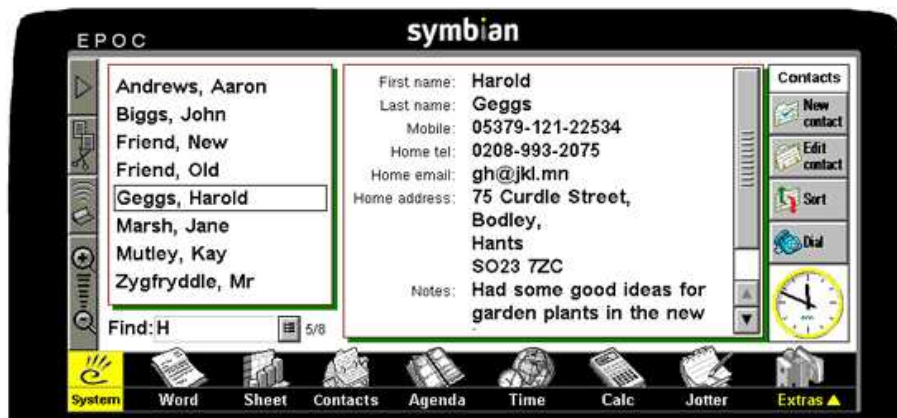 EPOC
symbian
Andrews, Aaron
Biggs, John
Friend, New
Friend, Old
Geggs, Harold
Marsh, Jane
Mutley, Kay
Zygfryddle, Mr
Find: H
5/8
First name: Harold
Last name: Geggs
Mobile: 05379-121-22534
Home tel: 0208-993-2075
Home email: gh@jkl.mn
Home address: 75 Curdle Street,
Bodley,
Hants
SO23 7ZC
Notes: Had some good ideas for
garden plants in the new
Contacts
New
contact
Edit
contact
Sort
Dial
System
Word
Sheet
Contacts
Agenda
Time
Calc
Jotter
Extras